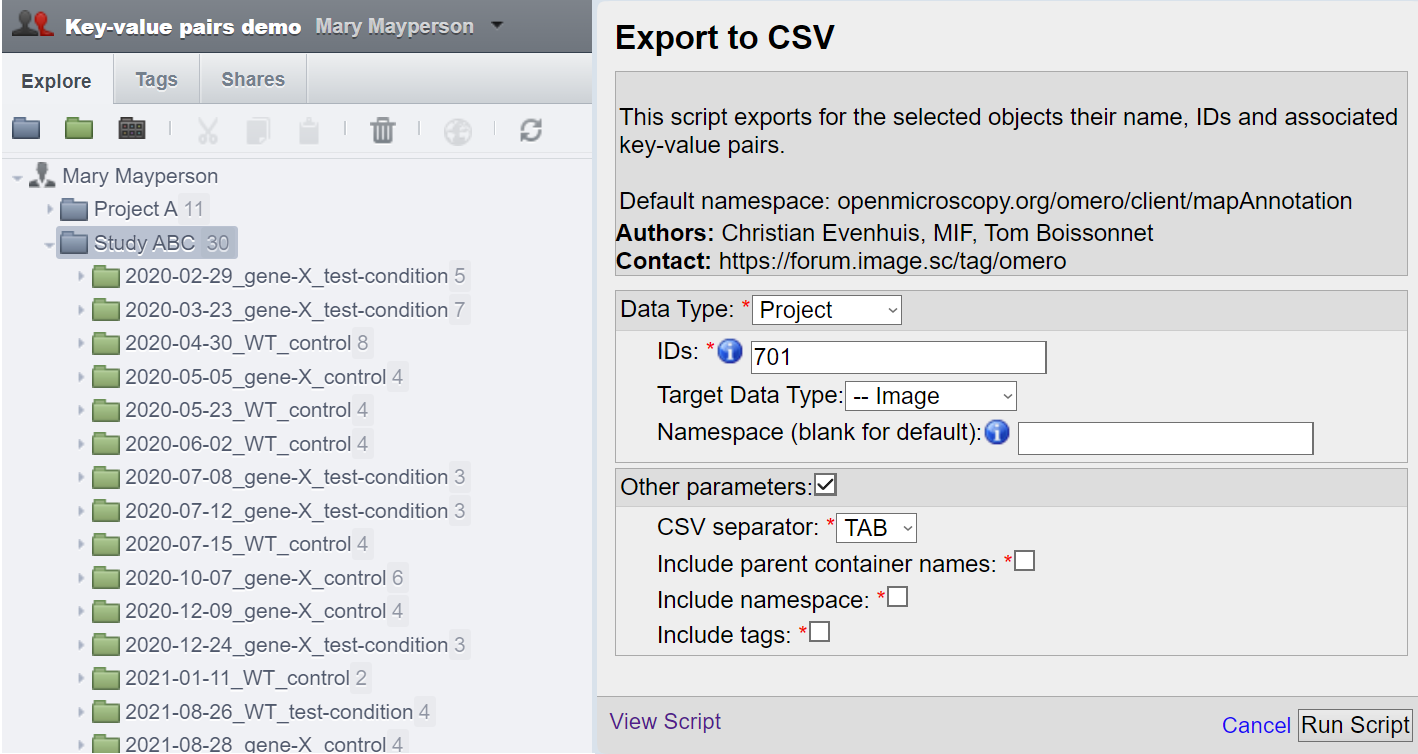 Key-value pairs demo Mary Mayperson
Explore Tags Shares
Mary Mayperson
Project A 11
Study ABC 30
2020-02-29_gene-X_test-condition 5
2020-03-23_gene-X_test-condition 7
2020-04-30_WT_control 8
2020-05-05_gene-X_control 4
2020-05-23_WT_control 4
2020-06-02_WT_control 4
2020-07-08_gene-X_test-condition 3
2020-07-12_gene-X_test-condition 3
2020-07-15_WT_control 4
2020-10-07_gene-X_control 6
2020-12-09_gene-X_control 4
2020-12-24_gene-X_test-condition 3
2021-01-11_WT_control 2
2021-08-26_WT_test-condition 4
2021-08-28_gene-X_control 4
Export to CSV
This script exports for the selected objects their name, IDs and associated
key-value pairs.
Default namespace: openmicroscopy.org/omero/client/mapAnnotation
Authors: Christian Evenhuis, MIF, Tom Boissonnet
Contact: https://forum.image.sc/tag/omero
Data Type: * Project
IDs: * 701
Target Data Type: -- Image
Namespace (blank for default):
Other parameters:
CSV separator: * TAB
Include parent container names: *
Include namespace: *
Include tags: *
View Script
Cancel Run Script